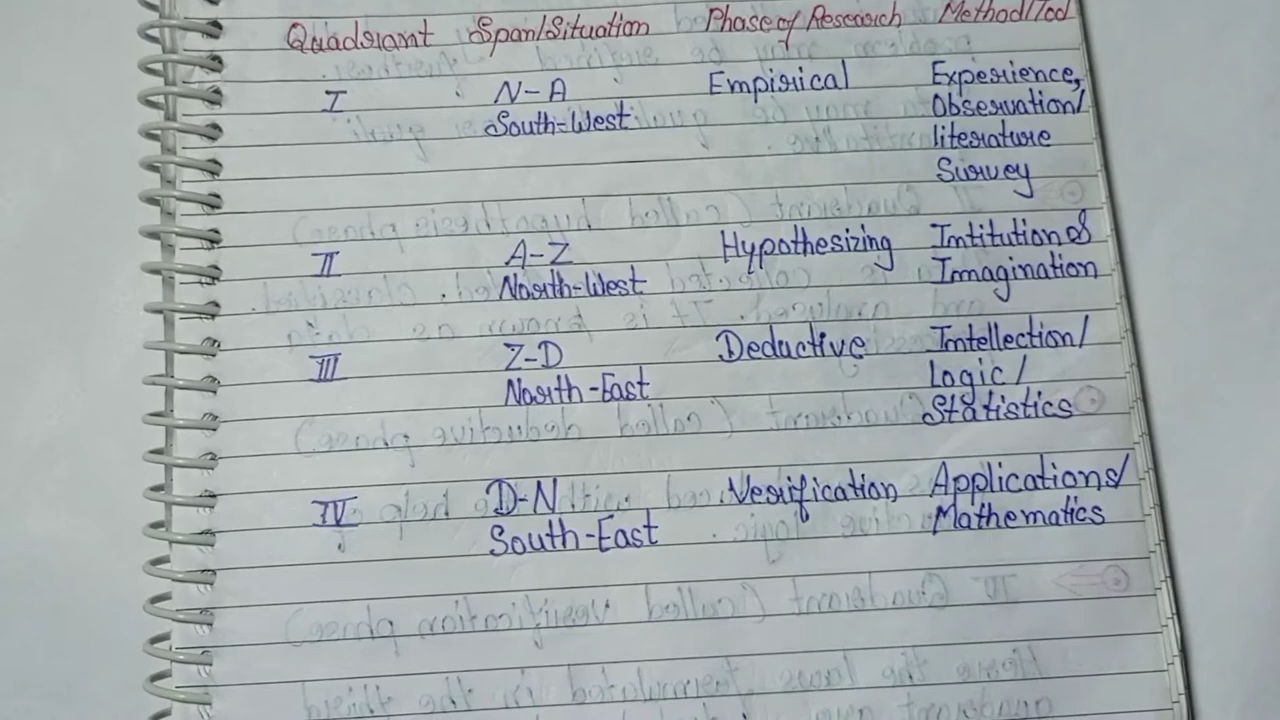 Quadrant Span/Situation Phase of Research Method/Tool
I N-A Empirical Experience,
South-West Observation/
literature
Survey
II A-Z Hypothesizing Intitution &
North-West Imagination
III Z-D Deductive Intellection/
North-East Logic/
Statistics
IV D-N Verification Applications/
South-East Mathematics